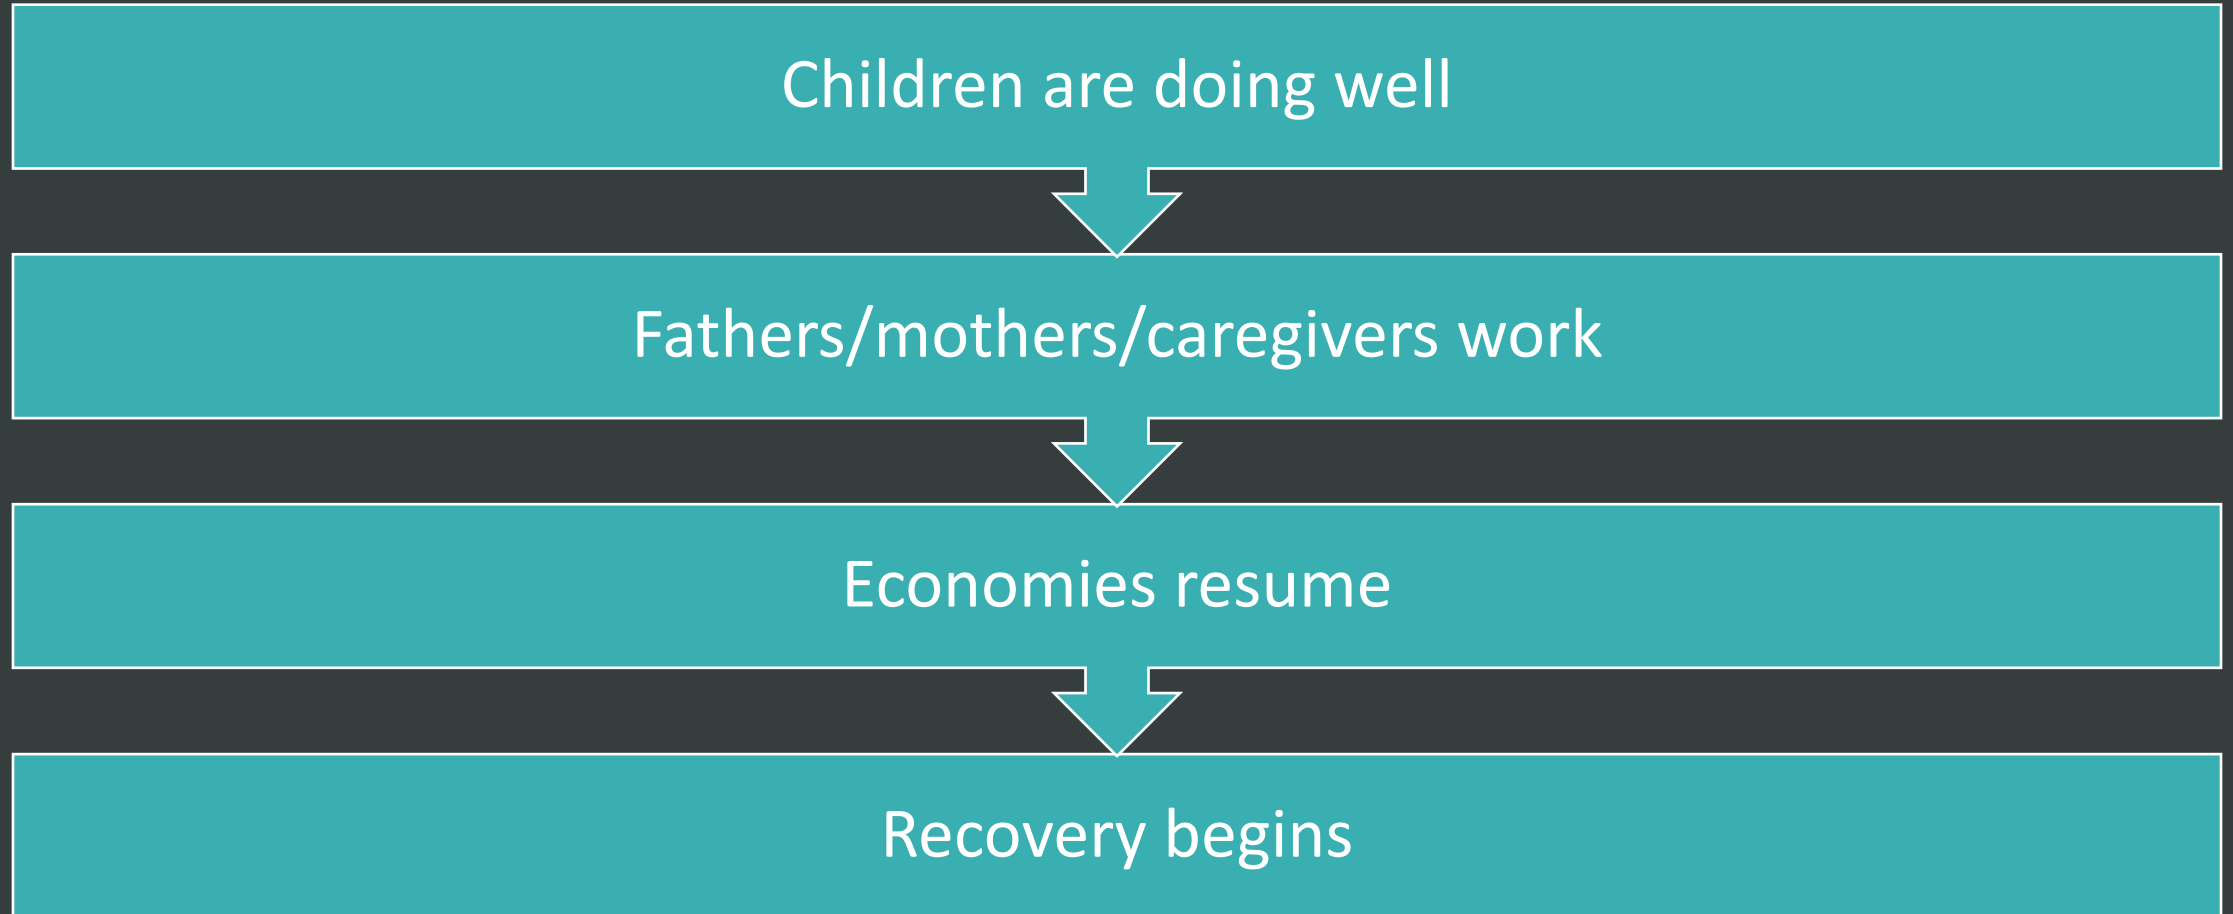 Children are doing well
Fathers/mothers/caregivers work
Economies resume
Recovery begins